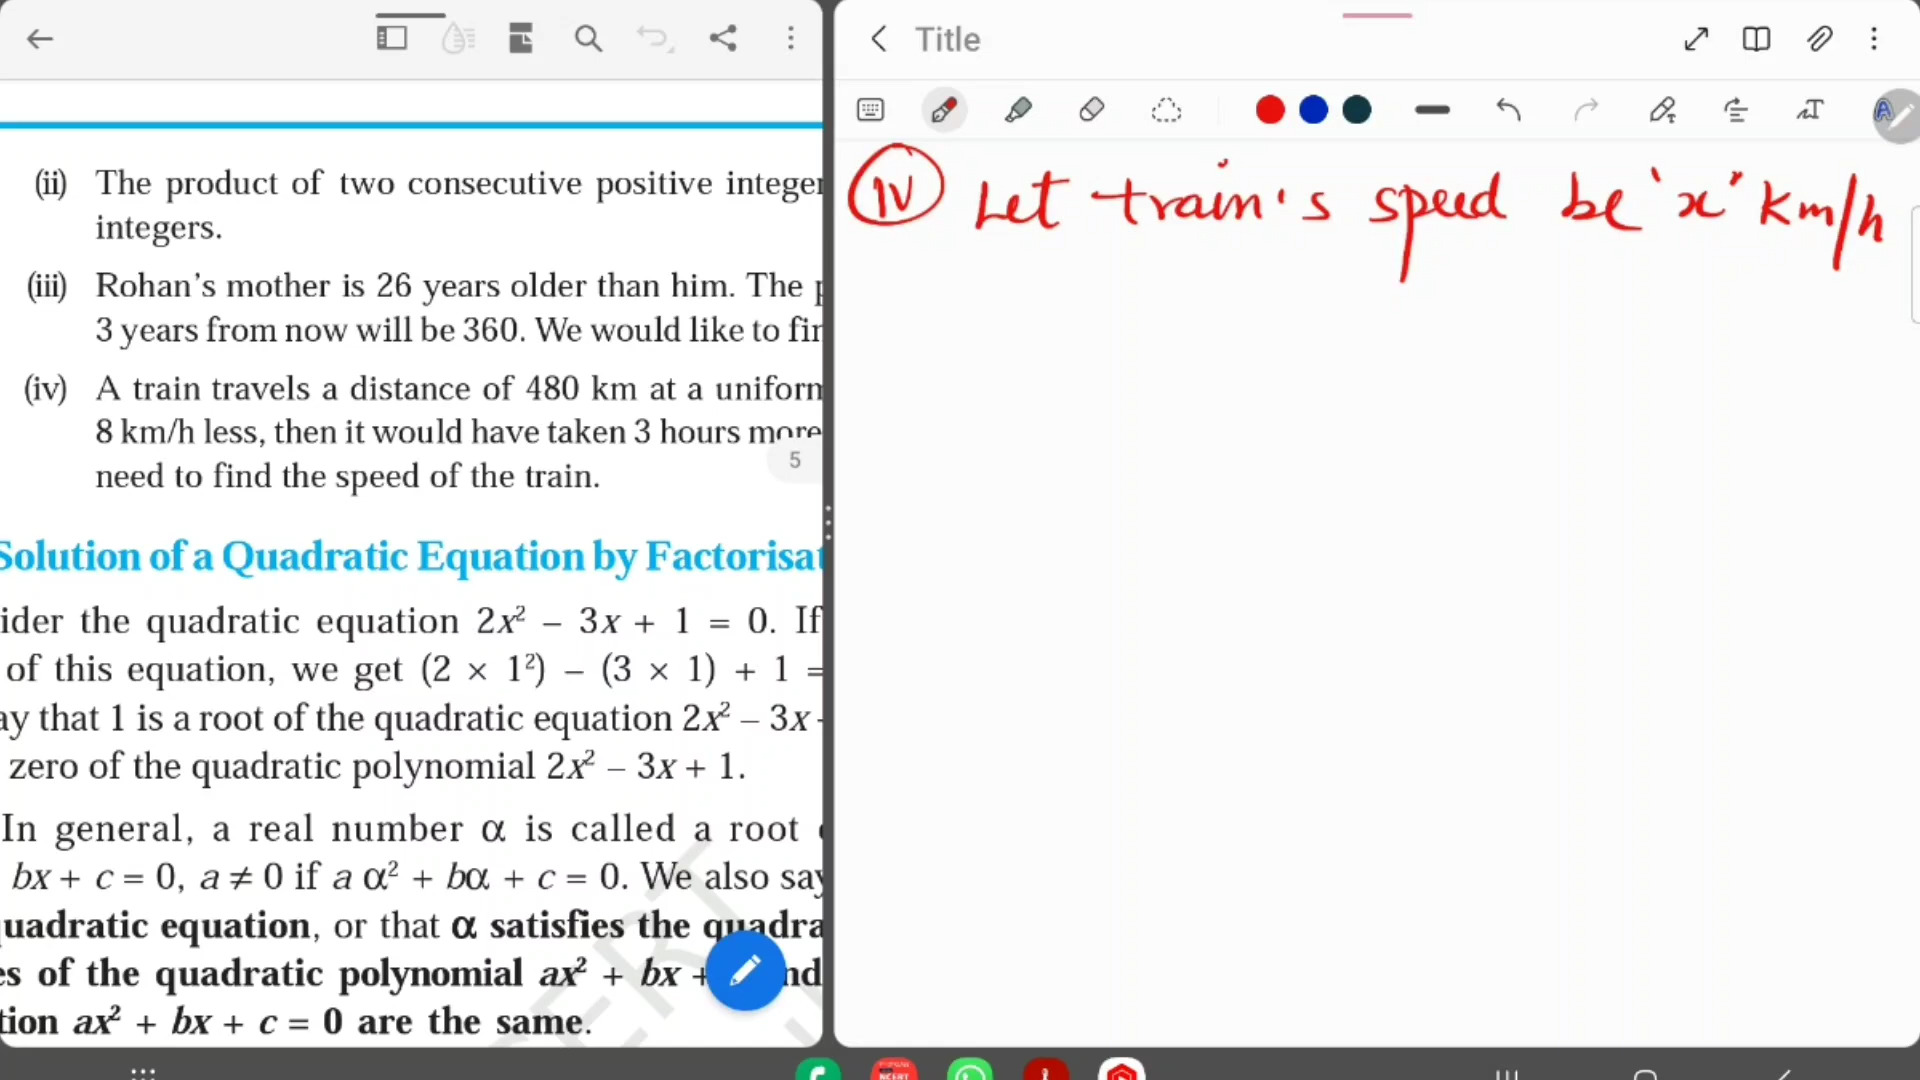 Title
(ii) The product of two consecutive positive integer
integers.
(iii) Rohan's mother is 26 years older than him. The p
3 years from now will be 360. We would like to fin
(iv) A train travels a distance of 480 km at a uniform
8 km/h less, then it would have taken 3 hours more
need to find the speed of the train.
5
Solution of a Quadratic Equation by Factorisat
ider the quadratic equation 2x² – 3x + 1 = 0. If
of this equation, we get (2 × 1²) – (3 × 1) + 1 =
ay that 1 is a root of the quadratic equation 2x² – 3x
zero of the quadratic polynomial 2x² – 3x + 1.
In general, a real number α is called a root
bx + c = 0, a ≠ 0 if a α² + bα + c = 0. We also say
quadratic equation, or that α satisfies the quadra
es of the quadratic polynomial ax² + bx + nd
tion ax² + bx + c = 0 are the same.
(iv) Let train's speed be 'x' km/h